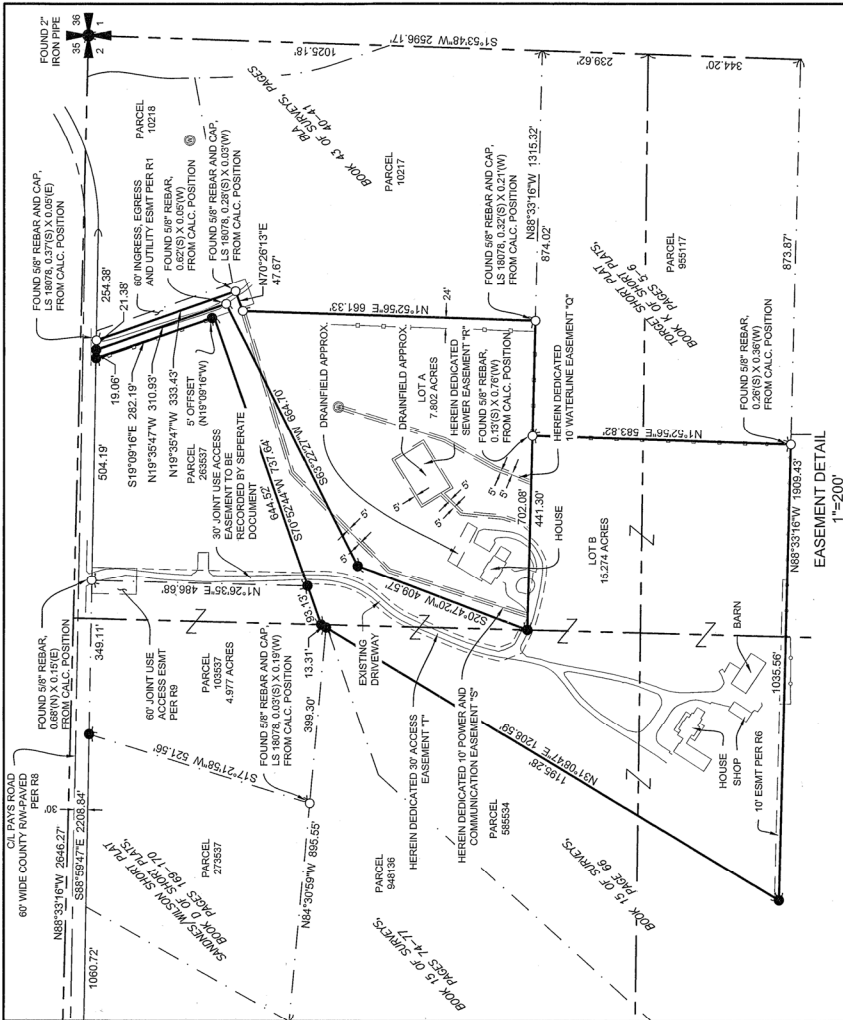 FOUND 2"
IRON PIPE
35
36
2
1
C/L PAYS ROAD
60' WIDE COUNTY R/W-PAVED
PER R8
N88°33'16"W 2646.27'
S88°59'47"E 2208.84'
1060.72'
30'
349.11'
504.19'
19.06'
21.38'
254.38'
FOUND 5/8" REBAR,
0.68'(N) X 0.15'(E)
FROM CALC. POSITION
FOUND 5/8" REBAR AND CAP,
LS 18078, 0.37'(S) X 0.05'(E)
FROM CALC. POSITION
60' INGRESS, EGRESS
AND UTILITY ESMT PER R1
PARCEL
10218
FOUND 5/8" REBAR,
0.62'(S) X 0.05'(W)
FROM CALC. POSITION
FOUND 5/8" REBAR AND CAP,
LS 18078, 0.28'(S) X 0.03'(W)
FROM CALC. POSITION
N70°26'13"E
47.67'
S1°53'48"W 2596.17'
1025.18'
239.62'
344.20'
BLA
BOOK 43 OF SURVEYS, PAGES
40-41
PARCEL
10217
S19°09'16"E 282.19'
N19°35'47"W 310.93'
N19°35'47"W 333.43'
PARCEL
263537
5' OFFSET
(N19°09'16"W)
30' JOINT USE ACCESS
EASEMENT TO BE
RECORDED BY SEPERATE
DOCUMENT
644.52'
S70°52'44"W 737.64'
S63°22'27"W 664.70'
N1°52'56"E 661.33'
24'
N1°26'35"E 486.68'
93.13'
13.31'
60' JOINT USE
ACCESS ESMT
PER R9
PARCEL
103537
4.977 ACRES
S17°21'58"W 521.56'
SANDNES/WILSON SHORT PLAT
BOOK D OF SHORT PLATS,
PAGES 169-170
PARCEL
273537
FOUND 5/8" REBAR AND CAP,
LS 18078, 0.03'(S) X 0.19'(W)
FROM CALC. POSITION
399.30'
N84°30'59"W 895.55'
EXISTING
DRIVEWAY
S20°47'20"W 409.57'
5'
5'
5'
5'
5'
5'
5'
5'
DRAINFIELD APPROX.
DRAINFIELD APPROX.
LOT A
7.802 ACRES
HEREIN DEDICATED
SEWER EASEMENT "R"
FOUND 5/8" REBAR,
0.13'(S) X 0.76'(W)
FROM CALC. POSITION
HEREIN DEDICATED
10' WATERLINE EASEMENT "Q"
FOUND 5/8" REBAR AND CAP,
LS 18078, 0.32'(S) X 0.21'(W)
FROM CALC. POSITION
N88°33'16"W 1315.32'
874.02'
702.08'
441.30'
HOUSE
PARCEL
948136
HEREIN DEDICATED 30' ACCESS
EASEMENT "T"
HEREIN DEDICATED 10' POWER AND
COMMUNICATION EASEMENT "S"
BOOK 15 OF SURVEYS,
PAGES 74-77
PARCEL
585534
N31°08'47"E 1208.59'
1195.28'
BOOK 15 OF SURVEYS,
PAGE 66
LOT B
15.274 ACRES
N1°52'56"E 583.82'
TORGET SHORT PLAT
BOOK K OF SHORT PLATS,
PAGES 5-6
PARCEL
955117
873.87'
FOUND 5/8" REBAR,
0.26'(S) X 0.36'(W)
FROM CALC. POSITION
HOUSE
SHOP
BARN
10' ESMT PER R6
1035.56'
N88°33'16"W 1909.43'
EASEMENT DETAIL
1"=200'